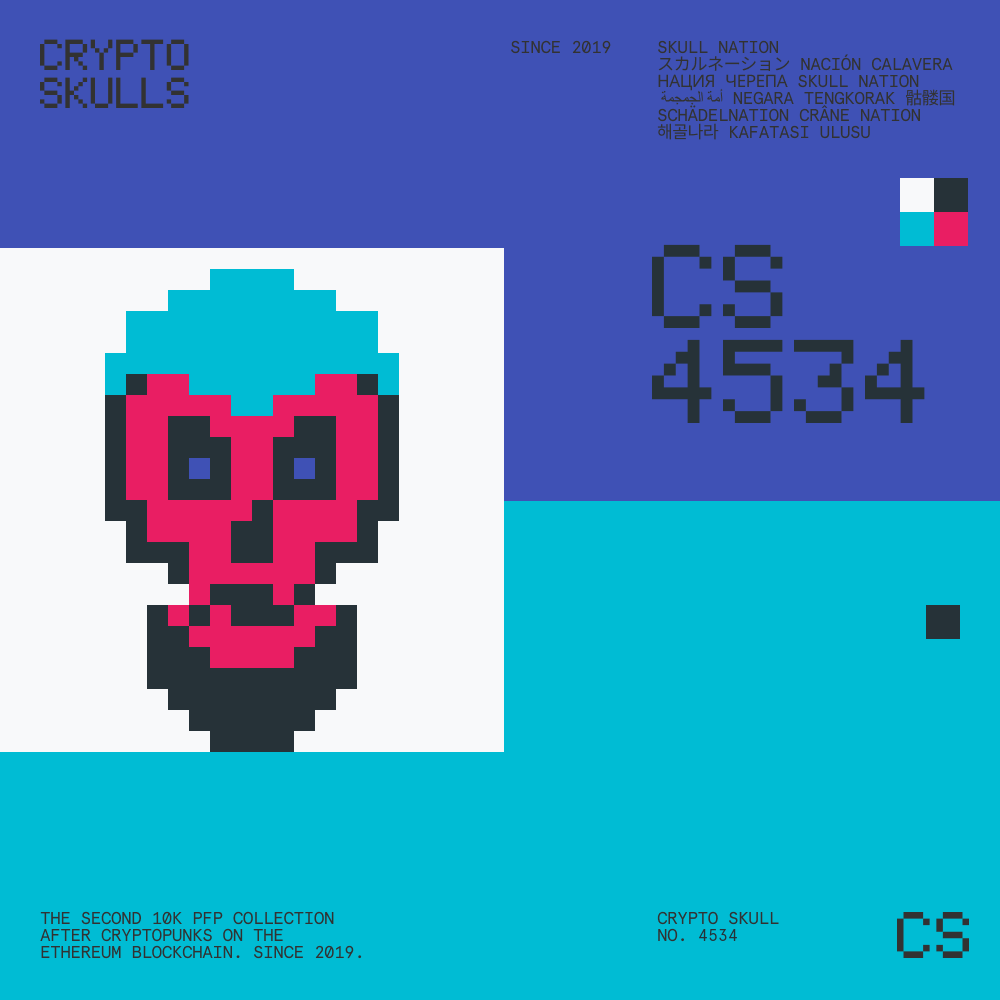 CRYPTO
SKULLS
SINCE 2019
SKULL NATION
スカルネーション NACIÓN CALAVERA
НАЦИЯ ЧЕРЕПА SKULL NATION
أمة الجمجمة NEGARA TENGKORAK 骷髅国
SCHÄDELNATION CRÂNE NATION
해골나라 KAFATASI ULUSU
CS
4534
THE SECOND 10K PFP COLLECTION
AFTER CRYPTOPUNKS ON THE
ETHEREUM BLOCKCHAIN. SINCE 2019.
CRYPTO SKULL
NO. 4534
CS